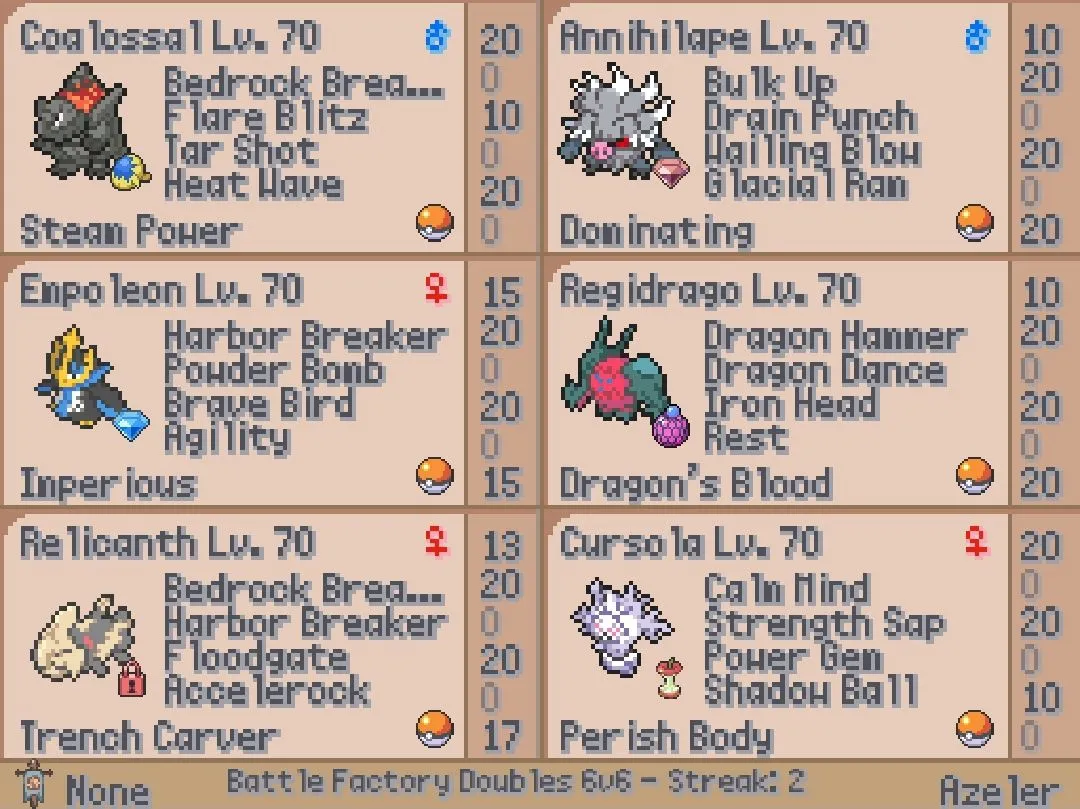 Coalossal Lv. 70 ♂
Bedrock Brea...
Flare Blitz
Tar Shot
Heat Wave
Steam Power
20
0
10
0
20
0
Annihilape Lv. 70 ♂
Bulk Up
Drain Punch
Wailing Blow
Glacial Ram
Dominating
10
20
0
20
0
20
Empoleon Lv. 70 ♀
Harbor Breaker
Powder Bomb
Brave Bird
Agility
Imperious
15
20
0
20
0
15
Regidrago Lv. 70
Dragon Hammer
Dragon Dance
Iron Head
Rest
Dragon's Blood
10
20
0
20
0
20
Relicanth Lv. 70 ♀
Bedrock Brea...
Harbor Breaker
Floodgate
Accelerock
Trench Carver
13
20
0
20
0
17
Cursola Lv. 70 ♀
Calm Mind
Strength Sap
Power Gem
Shadow Ball
Perish Body
20
0
20
0
10
0
None
Battle Factory Doubles 6v6 - Streak: 2
Azeler